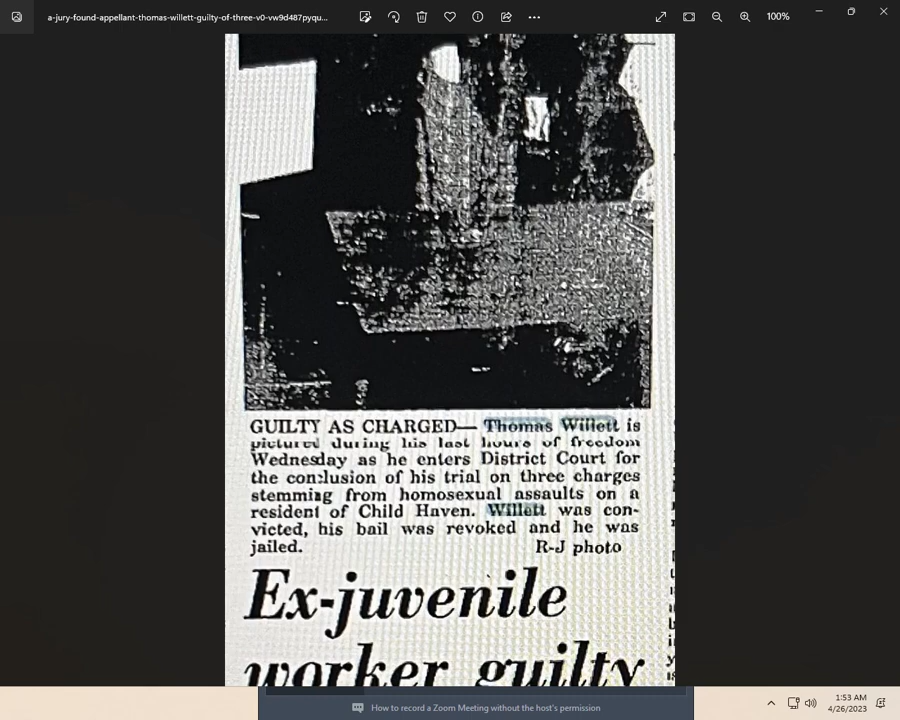 a-jury-found-appellant-thomas-willett-guilty-of-three-v0-vw9d487pyqu...
100%
GUILTY AS CHARGED— Thomas Willett is
pictured during his last hours of freedom
Wednesday as he enters District Court for
the conclusion of his trial on three charges
stemming from homosexual assaults on a
resident of Child Haven. Willett was con-
victed, his bail was revoked and he was
jailed.
R-J photo
Ex-juvenile
worker guilty
How to record a Zoom Meeting without the host's permission
1:53 AM
4/26/2023